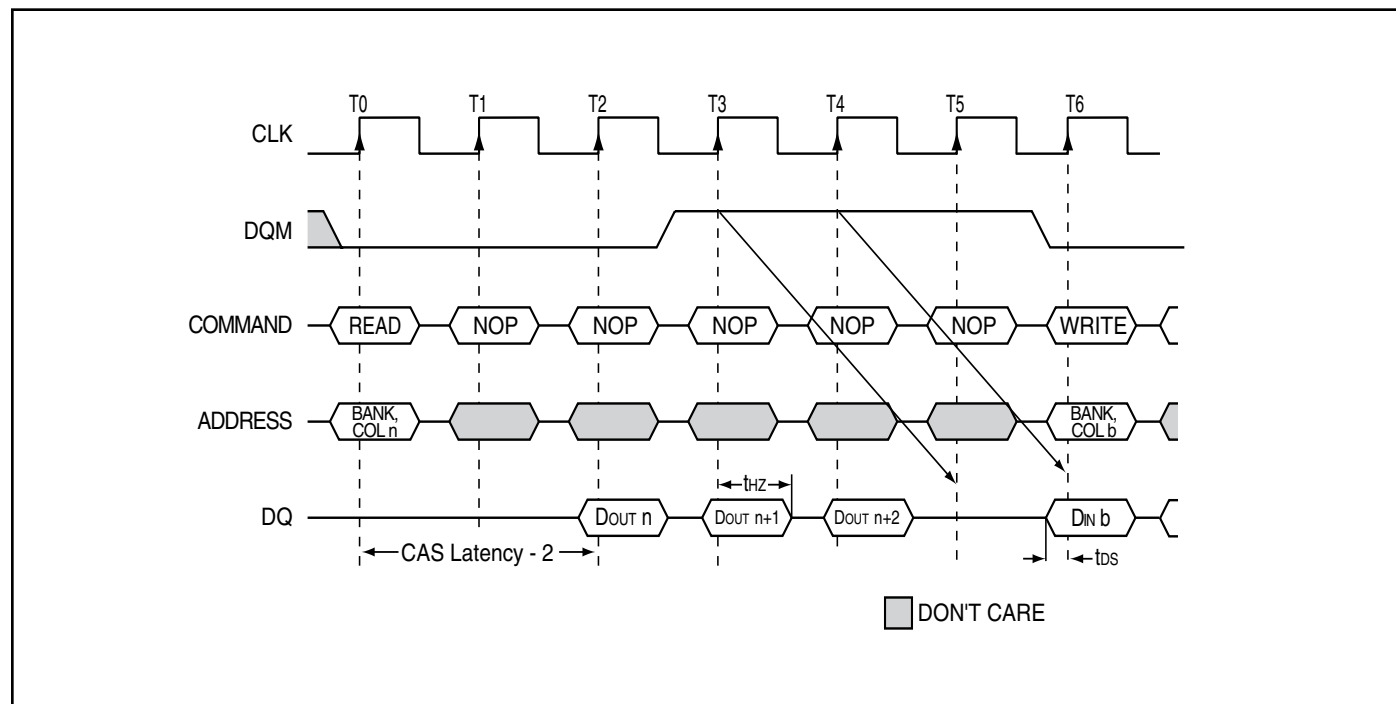 T0 T1 T2 T3 T4 T5 T6
CLK
DQM
COMMAND READ NOP NOP NOP NOP NOP WRITE
ADDRESS BANK, COL n BANK, COL b
tHZ
DQ DOUT n DOUT n+1 DOUT n+2 DIN b
CAS Latency - 2 tDS
DON'T CARE